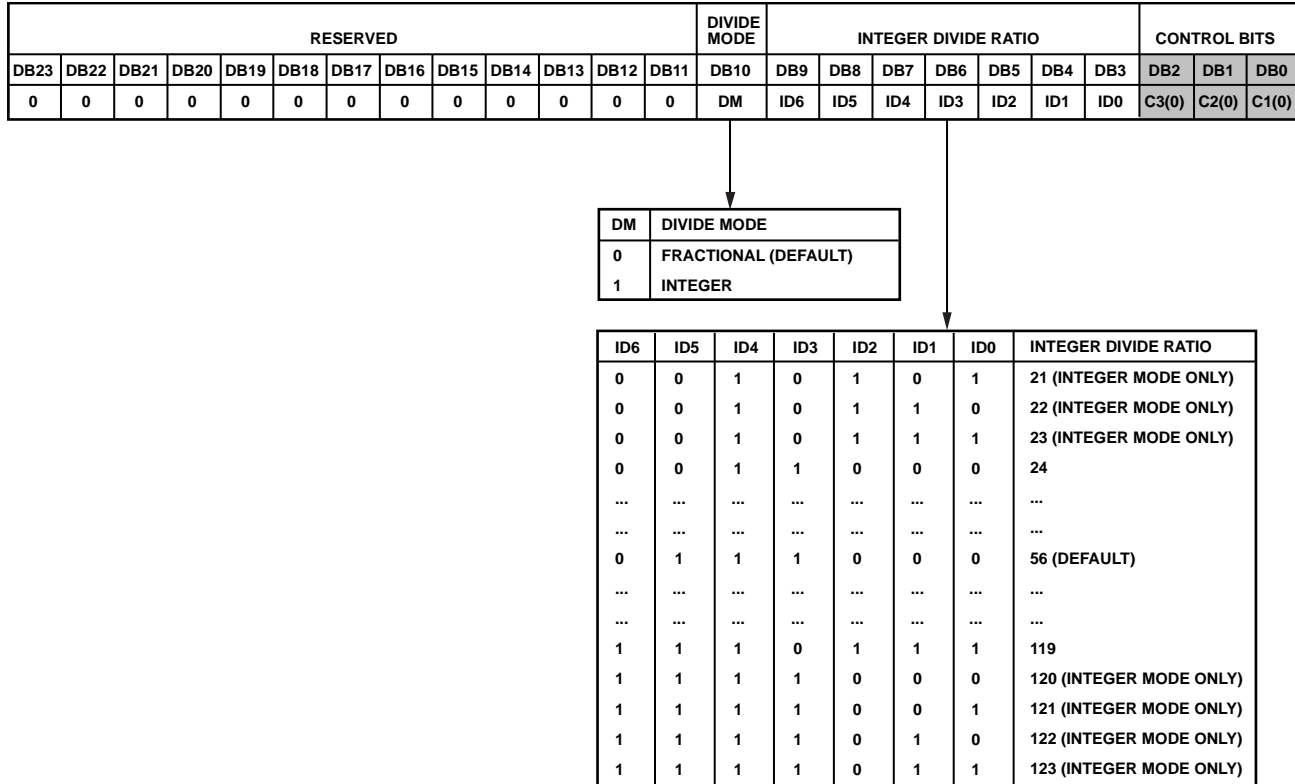 RESERVED DIVIDE MODE INTEGER DIVIDE RATIO CONTROL BITS
DB23 DB22 DB21 DB20 DB19 DB18 DB17 DB16 DB15 DB14 DB13 DB12 DB11 DB10 DB9 DB8 DB7 DB6 DB5 DB4 DB3 DB2 DB1 DB0
0 0 0 0 0 0 0 0 0 0 0 0 0 DM ID6 ID5 ID4 ID3 ID2 ID1 ID0 C3(0) C2(0) C1(0)
DM DIVIDE MODE
0 FRACTIONAL (DEFAULT)
1 INTEGER
ID6 ID5 ID4 ID3 ID2 ID1 ID0 INTEGER DIVIDE RATIO
0 0 1 0 1 0 1 21 (INTEGER MODE ONLY)
0 0 1 0 1 1 0 22 (INTEGER MODE ONLY)
0 0 1 0 1 1 1 23 (INTEGER MODE ONLY)
0 0 1 1 0 0 0 24
... ... ... ... ... ... ... ...
... ... ... ... ... ... ... ...
0 1 1 1 0 0 0 56 (DEFAULT)
... ... ... ... ... ... ... ...
... ... ... ... ... ... ... ...
1 1 1 0 1 1 1 119
1 1 1 1 0 0 0 120 (INTEGER MODE ONLY)
1 1 1 1 0 0 1 121 (INTEGER MODE ONLY)
1 1 1 1 0 1 0 122 (INTEGER MODE ONLY)
1 1 1 1 0 1 1 123 (INTEGER MODE ONLY)